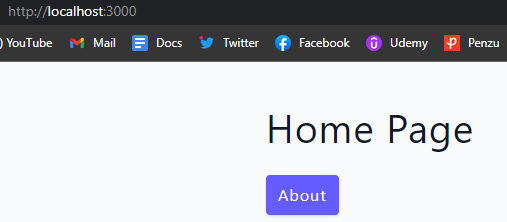 http://localhost:3000
) YouTube Mail Docs Twitter Facebook Udemy Penzu
Home Page
About